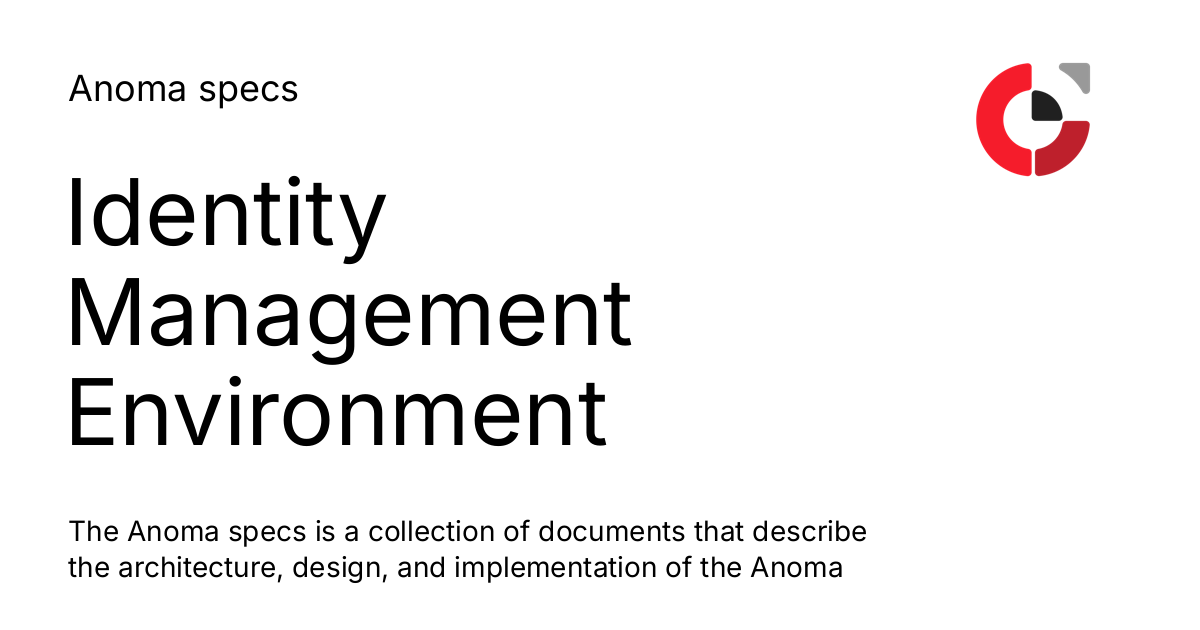 Anoma specs
Identity
Management
Environment
The Anoma specs is a collection of documents that describe
the architecture, design, and implementation of the Anoma